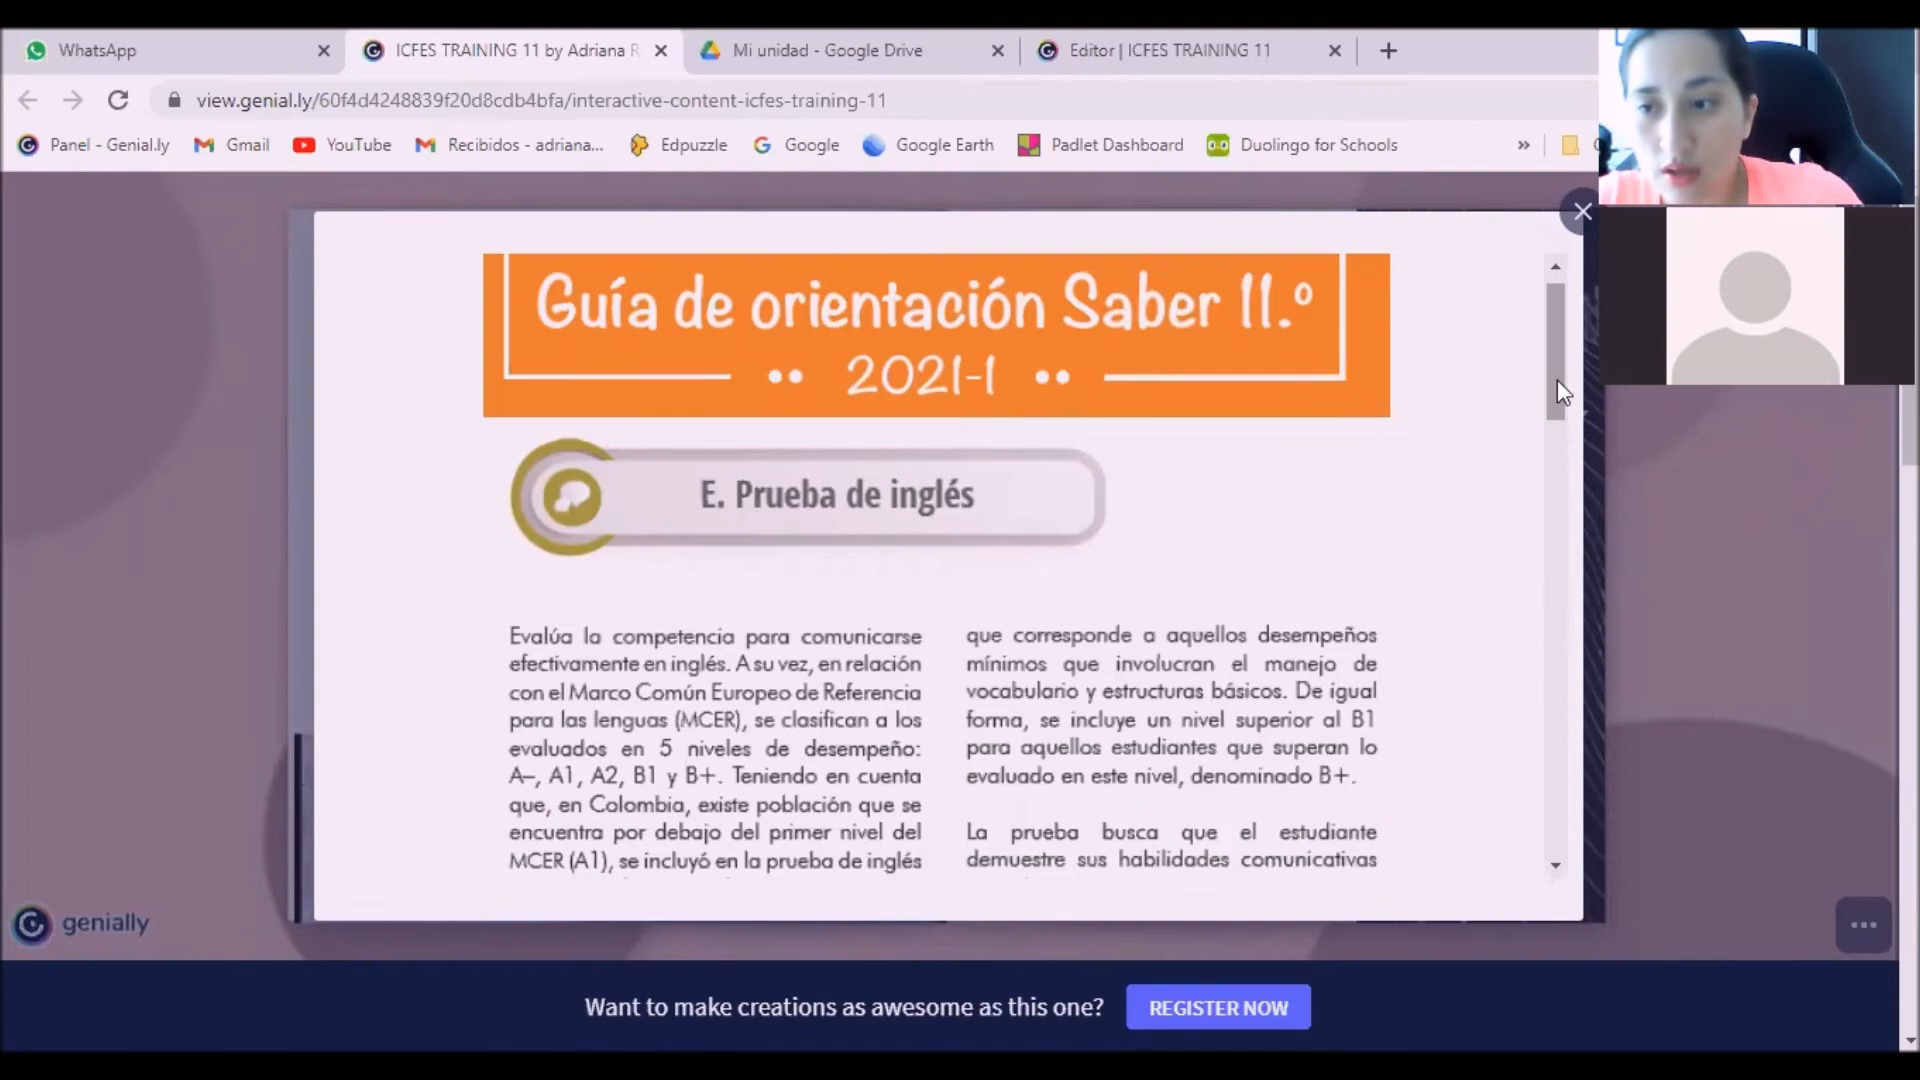 WhatsApp
ICFES TRAINING 11 by Adriana R
Mi unidad - Google Drive
Editor | ICFES TRAINING 11
view.genial.ly/60f4d4248839f20d8cdb4bfa/interactive-content-icfes-training-11
Panel - Genial.ly
Gmail
YouTube
Recibidos - adriana...
Edpuzzle
Google
Google Earth
Padlet Dashboard
Duolingo for Schools
»
Guía de orientación Saber 11.º
2021-1
E. Prueba de inglés
Evalúa la competencia para comunicarse
efectivamente en inglés. A su vez, en relación
con el Marco Común Europeo de Referencia
para las lenguas (MCER), se clasifican a los
evaluados en 5 niveles de desempeño:
A–, A1, A2, B1 y B+. Teniendo en cuenta
que, en Colombia, existe población que se
encuentra por debajo del primer nivel del
MCER (A1), se incluyó en la prueba de inglés
que corresponde a aquellos desempeños
mínimos que involucran el manejo de
vocabulario y estructuras básicos. De igual
forma, se incluye un nivel superior al B1
para aquellos estudiantes que superan lo
evaluado en este nivel, denominado B+.
La prueba busca que el estudiante
demuestre sus habilidades comunicativas
genially
Want to make creations as awesome as this one?
REGISTER NOW